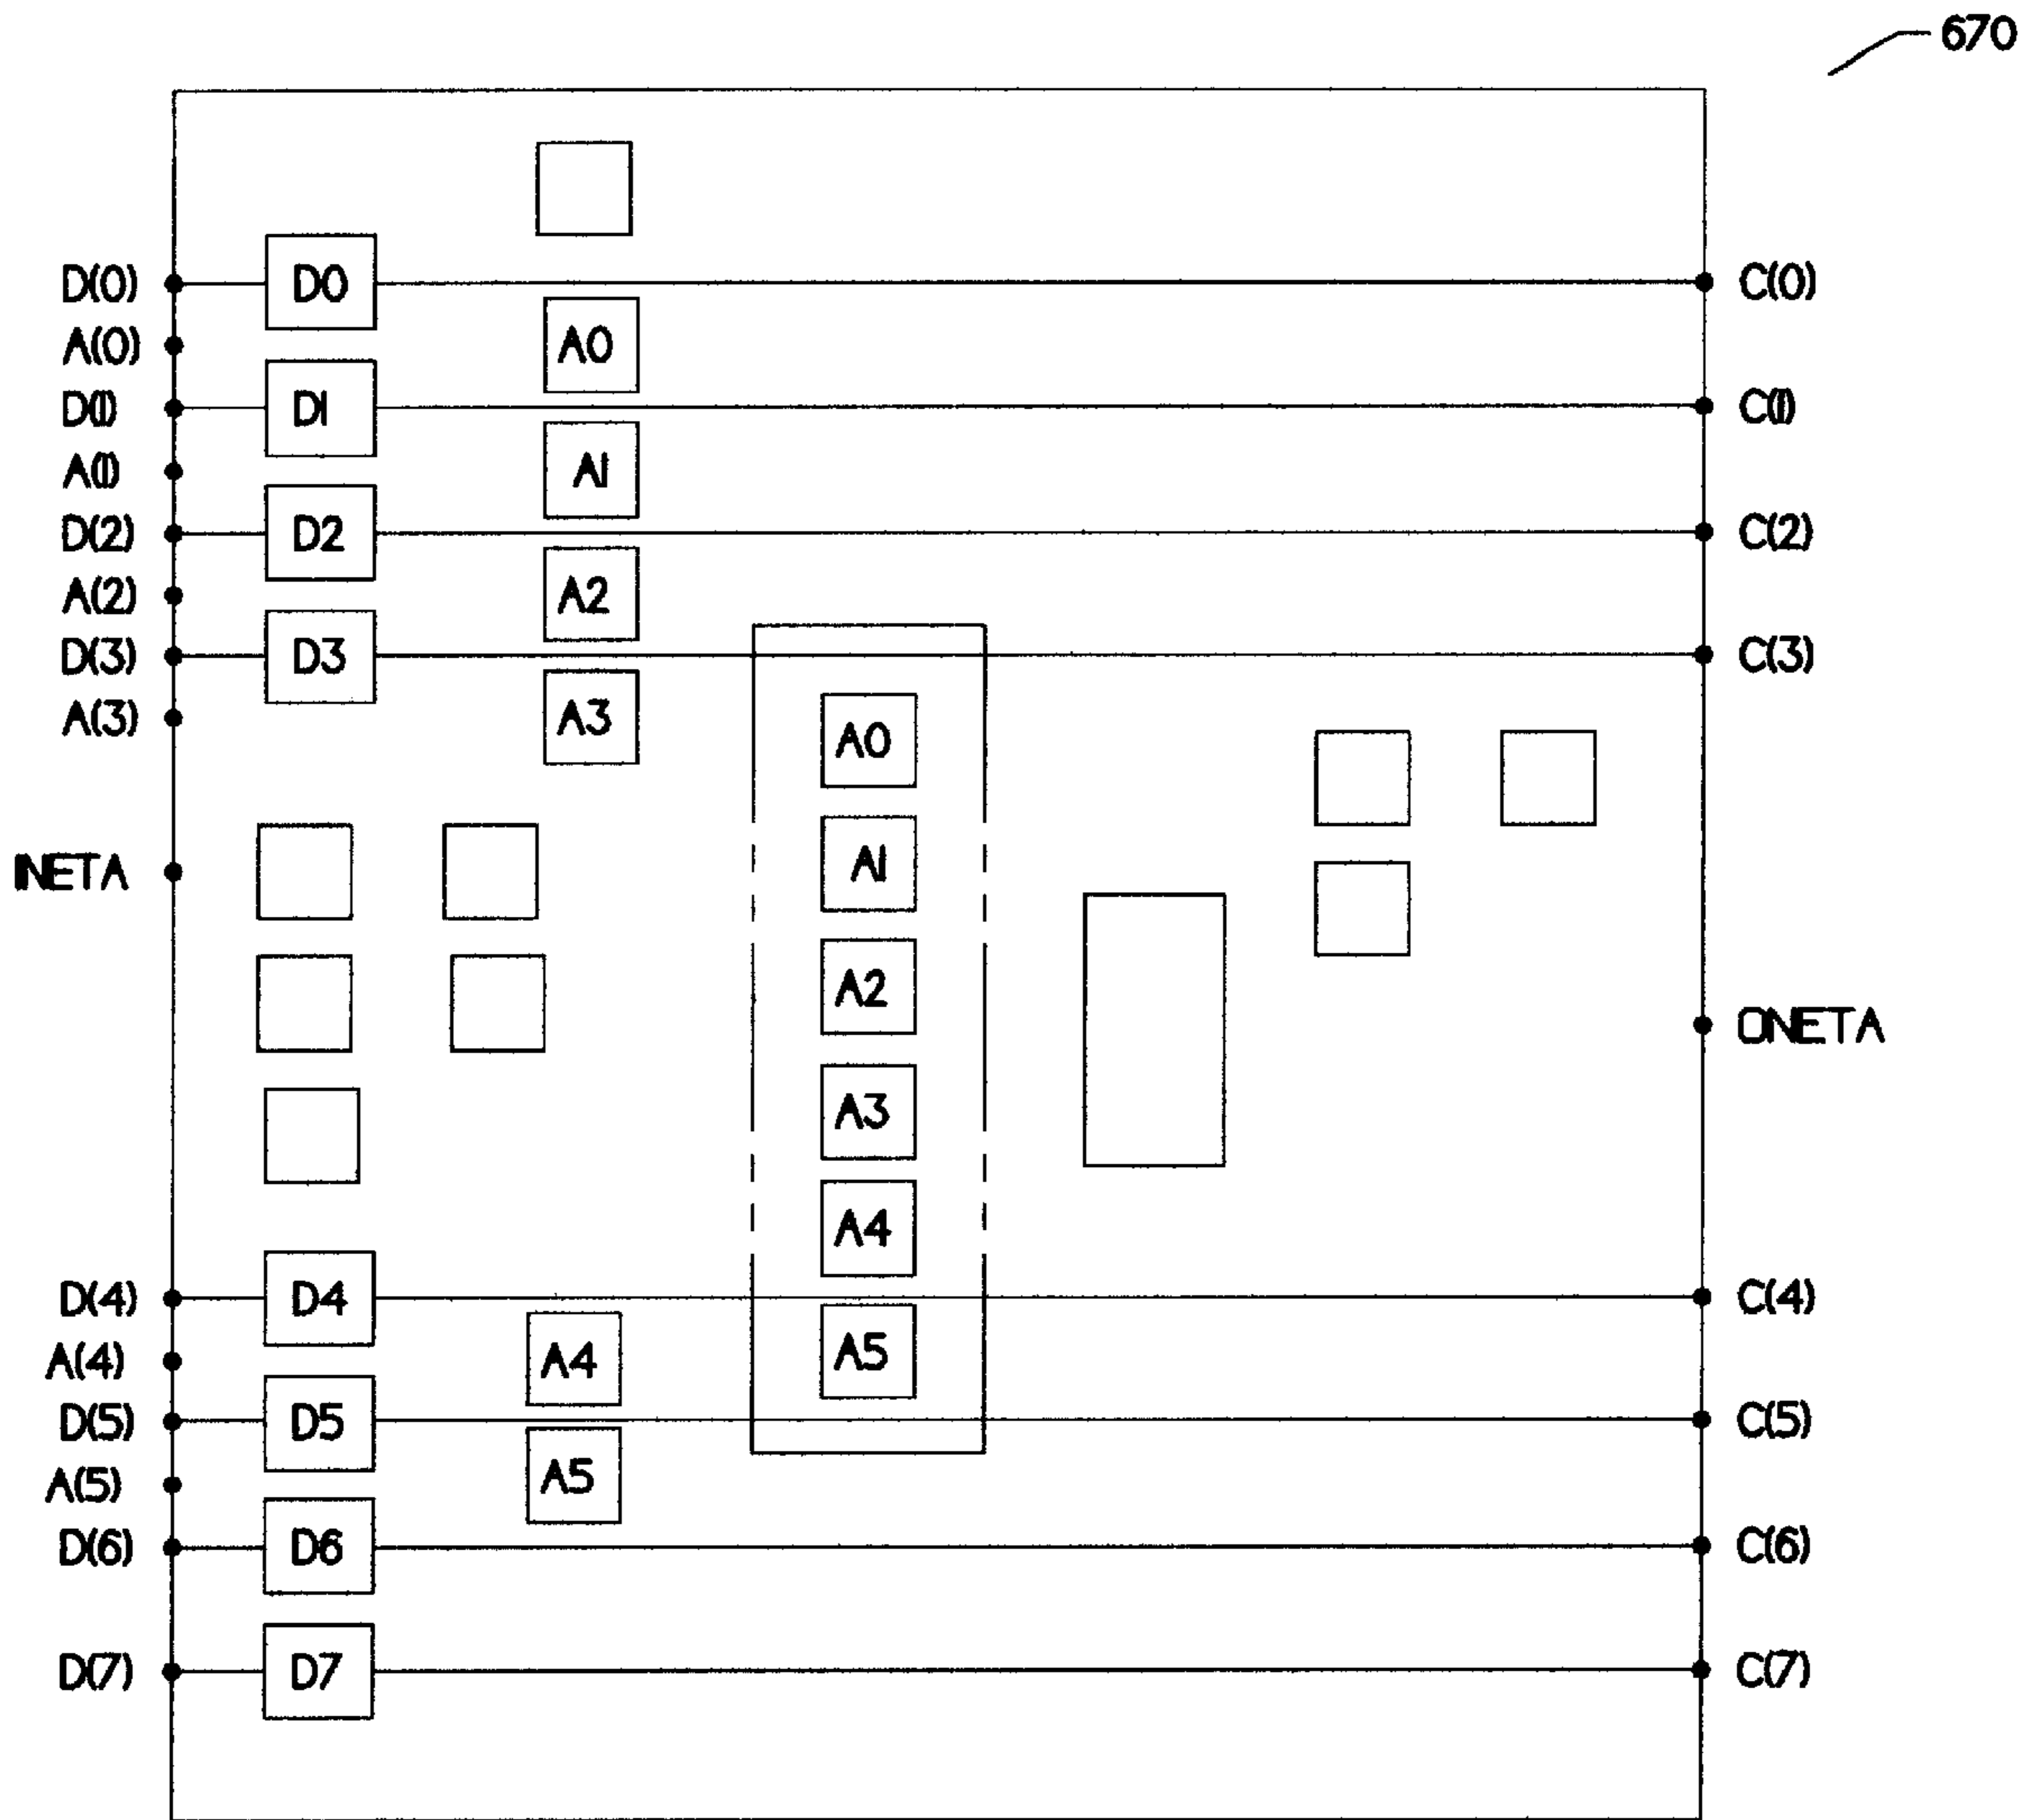 670
D(0) D0 C(0)
A(0) A0
D(1) D1 C(1)
A(1) A1
D(2) D2 C(2)
A(2) A2
D(3) D3 C(3)
A(3) A3 A0
INETA A1
A2
ONETA
A3
A4
D(4) D4 C(4)
A(4) A4 A5
D(5) D5 C(5)
A(5) A5
D(6) D6 C(6)
D(7) D7 C(7)